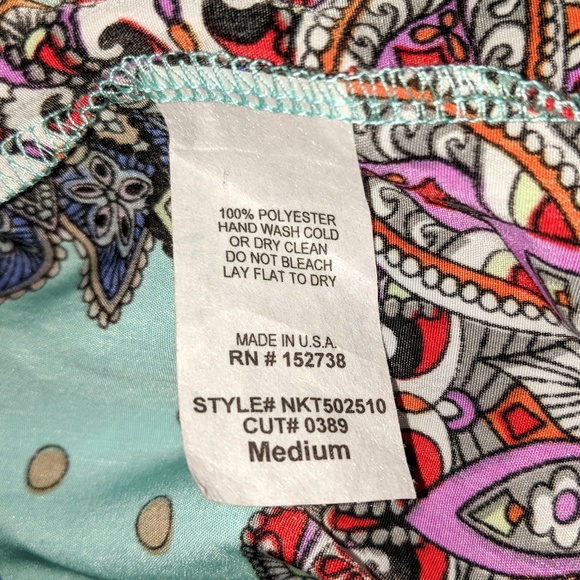 100% POLYESTER
HAND WASH COLD
OR DRY CLEAN
DO NOT BLEACH
LAY FLAT TO DRY
MADE IN U.S.A.
RN # 152738
STYLE# NKT502510
CUT# 0389
Medium